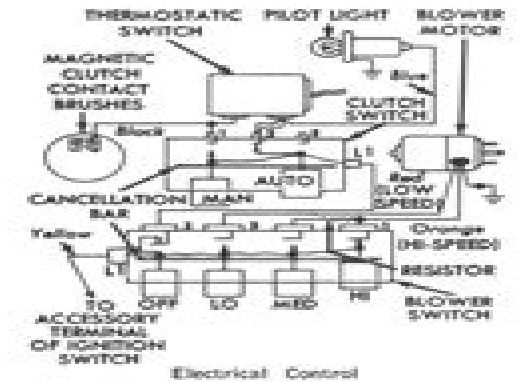 THERMOSTATIC
SWITCH
PILOT LIGHT
BLOWER
MOTOR
MAGNETIC
CLUTCH
CONTACT
BRUSHES
Blue
CLUTCH
SWITCH
Black
L1
MAN
AUTO
Red
(LOW
SPEED)
CANCELLATION
BAR
Yellow
Orange
(HI-SPEED)
RESISTOR
L1
OFF
LO
MED
HI
BLOWER
SWITCH
TO
ACCESSORY
TERMINAL
OF IGNITION
SWITCH
Electrical Control